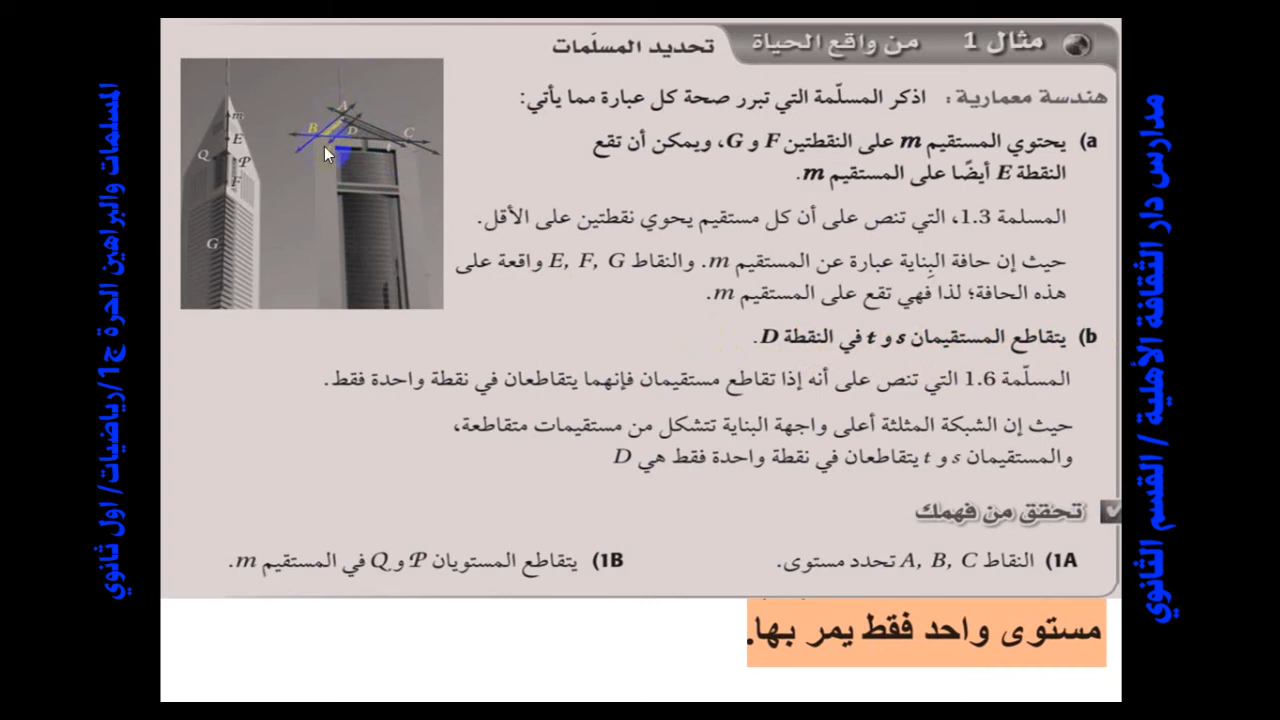 مثال 1 من واقع الحياة تحديد المسلّمات
هندسة معمارية: اذكر المسلّمة التي تبرر صحة كل عبارة مما يأتي:
a) يحتوي المستقيم m على النقطتين F و G، ويمكن أن تقع
النقطة E أيضًا على المستقيم m.
المسلمة 1.3، التي تنص على أن كل مستقيم يحوي نقطتين على الأقل.
حيث إن حافة البِناية عبارة عن المستقيم m. والنقاط E, F, G واقعة على
هذه الحافة؛ لذا فهي تقع على المستقيم m.
b) يتقاطع المستقيمان s و t في النقطة D.
المسلّمة 1.6 التي تنص على أنه إذا تقاطع مستقيمان فإنهما يتقاطعان في نقطة واحدة فقط.
حيث إن الشبكة المثلثة أعلى واجهة البناية تتشكل من مستقيمات متقاطعة،
والمستقيمان s و t يتقاطعان في نقطة واحدة فقط هي D
تحقق من فهمك
1A) النقاط A, B, C تحدد مستوى.
1B) يتقاطع المستويان P و Q في المستقيم m.
مستوى واحد فقط يمر بها.
m
E
Q
P
F
G
A
B
D
C
مدارس دار الثقافة الأهلية / القسم الثانوي
المسلمات والبراهين الحرة ج1/رياضيات/ اول ثانوي